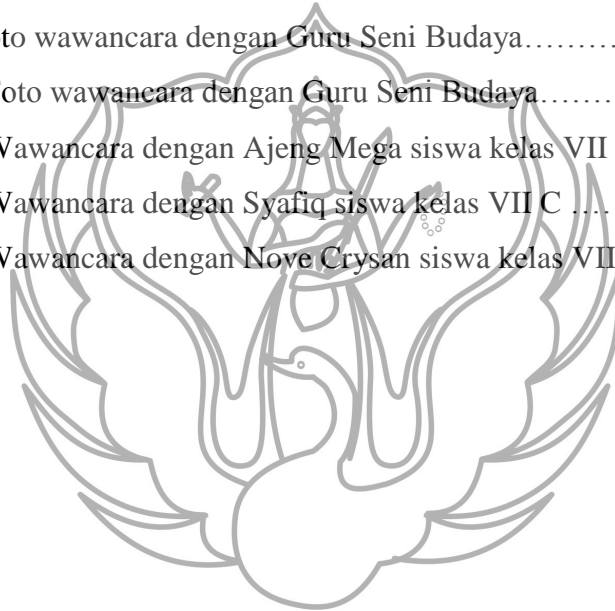 oto wawancara dengan Guru Seni Budaya.........
oto wawancara dengan Guru Seni Budaya.......
Wawancara dengan Ajeng Mega siswa kelas VII
Wawancara dengan Syafiq siswa kelas VII C ....
Wawancara dengan Nove Crysan siswa kelas VII